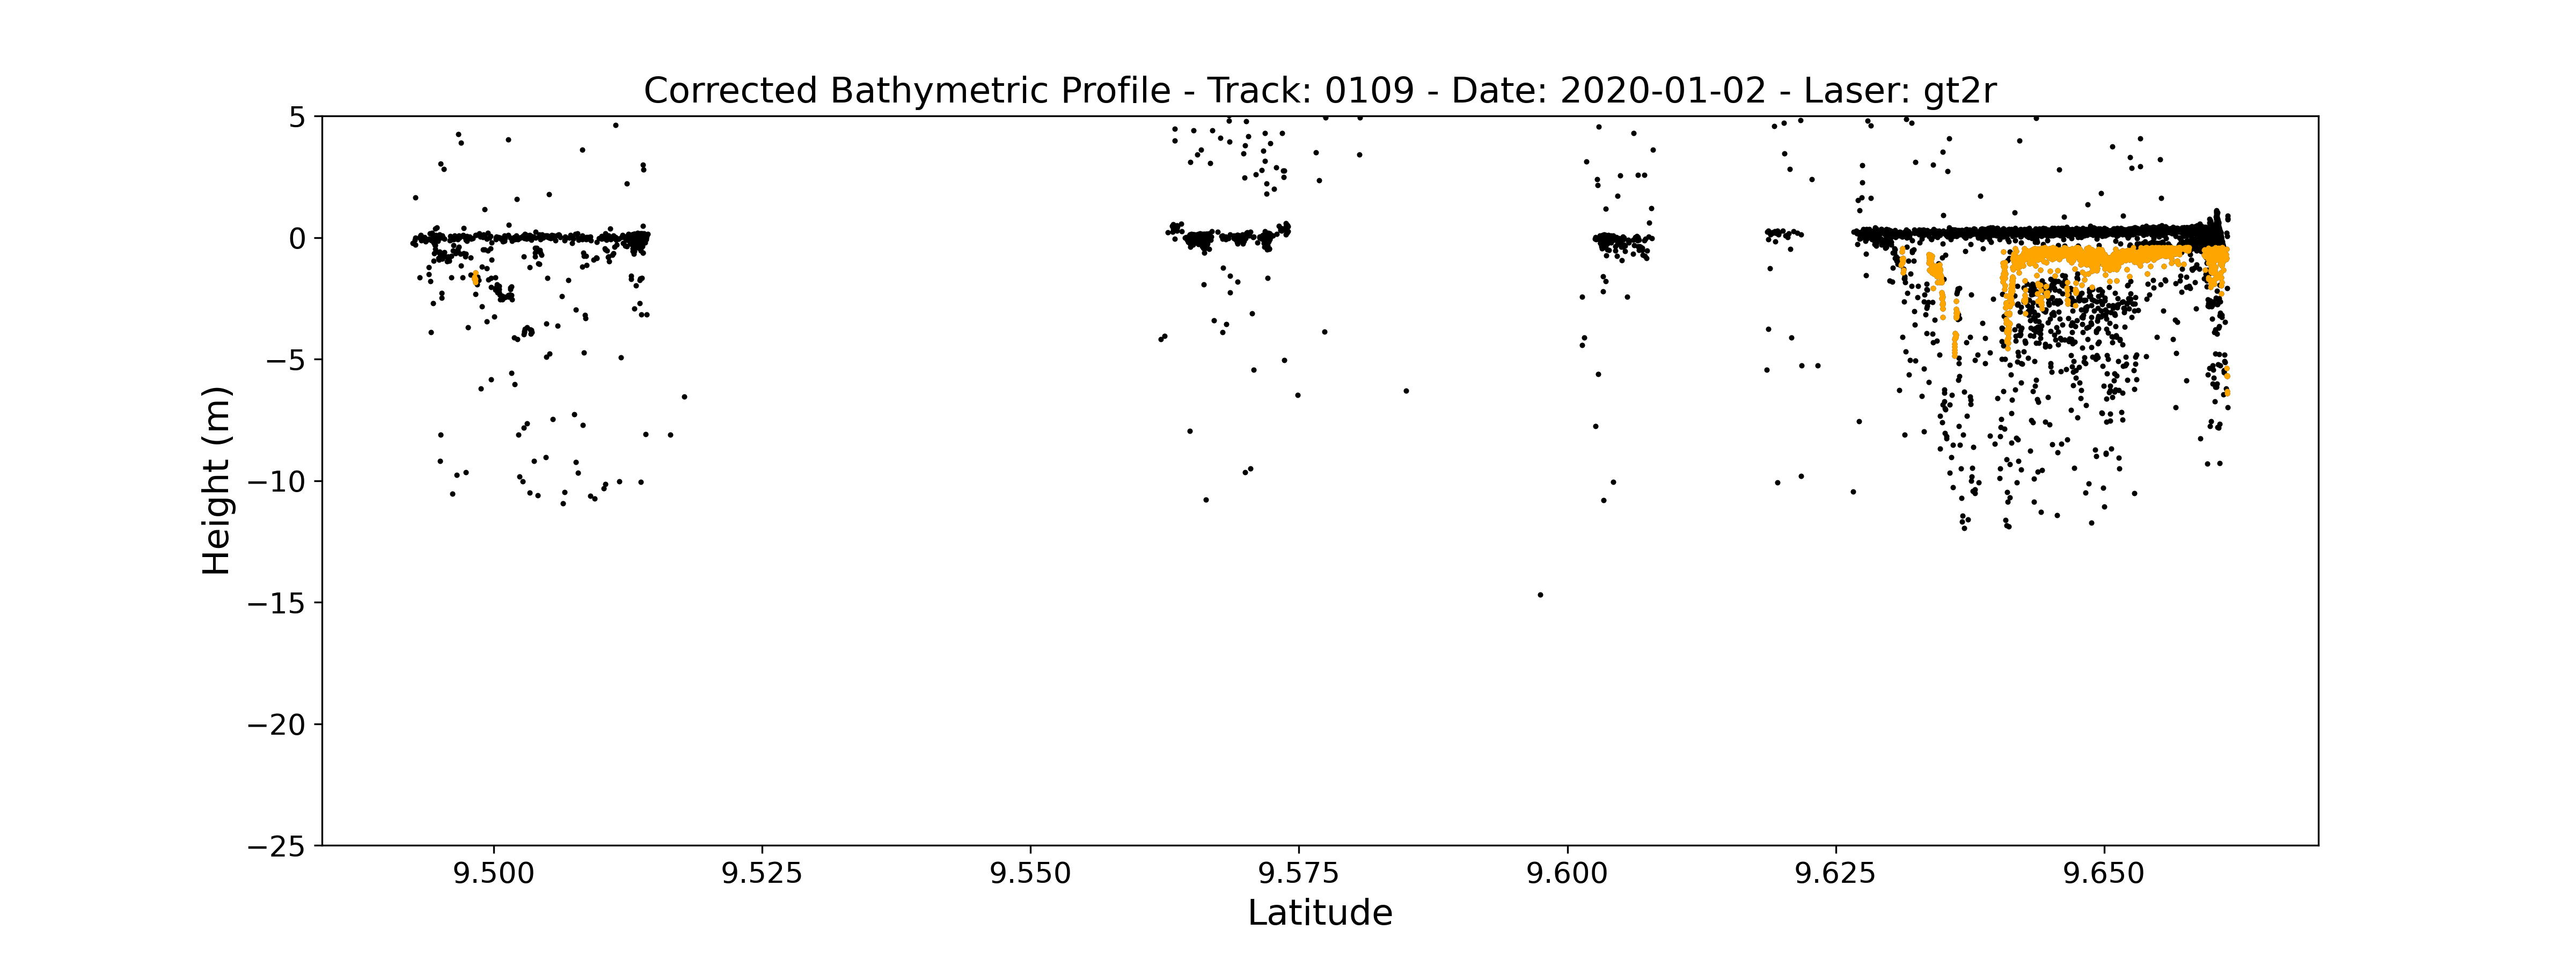 Corrected Bathymetric Profile - Track: 0109 - Date: 2020-01-02 - Laser: gt2r
5
0
−5
−10
−15
−20
−25
Height (m)
9.500 9.525 9.550 9.575 9.600 9.625 9.650
Latitude